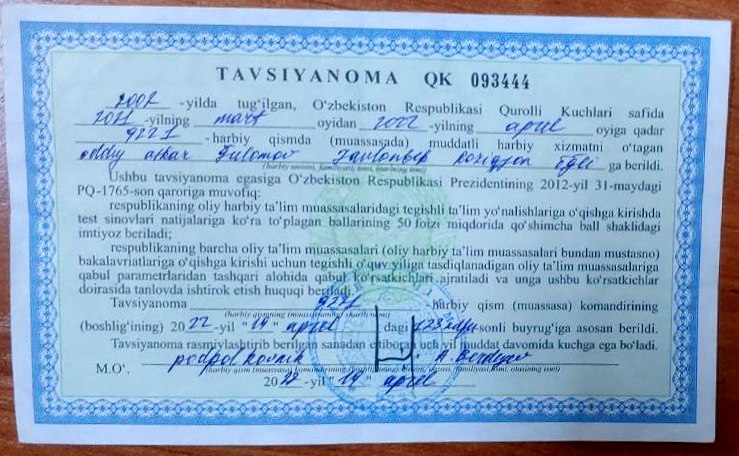 TAVSIYANOMA QK 093444
2002 -yilda tug‘ilgan, O‘zbekiston Respublikasi Qurolli Kuchlari safida
2021 -yilning mart oyidan 2022 -yilning aprel oyiga qadar
9221 -harbiy qismda (muassasada) muddatli harbiy xizmatni o‘tagan
oddiy askar Javlonbep ga berildi.
(harbiy unvoni, familiyasi, ismi, otasining ismi)
Ushbu tavsiyanoma egasiga O‘zbekiston Respublikasi Prezidentining 2012-yil 31-maydagi
PQ-1765-son qaroriga muvofiq:
respublikaning oliy harbiy ta’lim muassasalaridagi tegishli ta’lim yo‘nalishlariga o‘qishga kirishda
test sinovlari natijalariga ko‘ra to‘plagan ballarining 50 foizi miqdorida qo‘shimcha ball shaklidagi
imtiyoz beriladi;
respublikaning barcha oliy ta’lim muassasalari (oliy harbiy ta’lim muassasalari bundan mustasno)
bakalavriatlariga o‘qishga kirishi uchun tegishli o‘quv yiliga tasdiqlanadigan oliy ta’lim muassasalariga
qabul parametrlaridan tashqari alohida qabul ko‘rsatkichlari ajratiladi va unga ushbu ko‘rsatkichlar
doirasida tanlovda ishtirok etish huquqi beriladi.
Tavsiyanoma 9221 harbiy qism (muassasa) komandirining
(harbiy qismning (muassasaning) shartli nomi)
(boshlig‘ining) 2022 -yil "14" aprel dagi -sonli buyrug‘iga asosan berildi.
Tavsiyanoma rasmiylashtirib berilgan sanadan e’tiboran uch yil muddat davomida kuchga ega bo‘ladi.
M.O‘. podpolkovnik A. Berdiyev
(harbiy qism (muassasa) komandirining (boshlig‘ining) harbiy unvoni, imzosi, familiyasi, ismi, otasining ismi)
2022 -yil "14" aprel